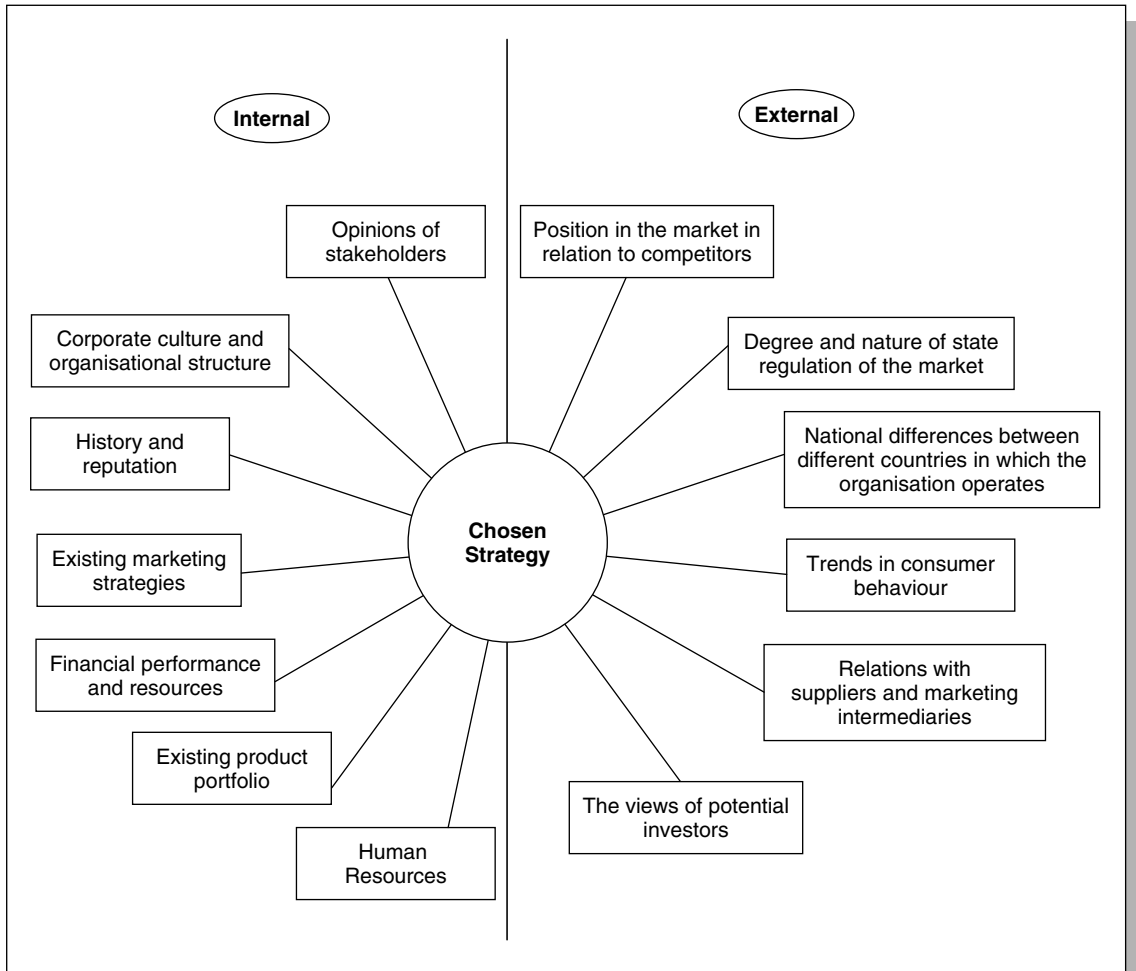 Internal
External
Opinions of
stakeholders
Position in the market in
relation to competitors
Corporate culture and
organisational structure
Degree and nature of state
regulation of the market
History and
reputation
National differences between
different countries in which the
organisation operates
Chosen
Strategy
Existing marketing
strategies
Trends in consumer
behaviour
Financial performance
and resources
Relations with
suppliers and marketing
intermediaries
Existing product
portfolio
The views of potential
investors
Human
Resources